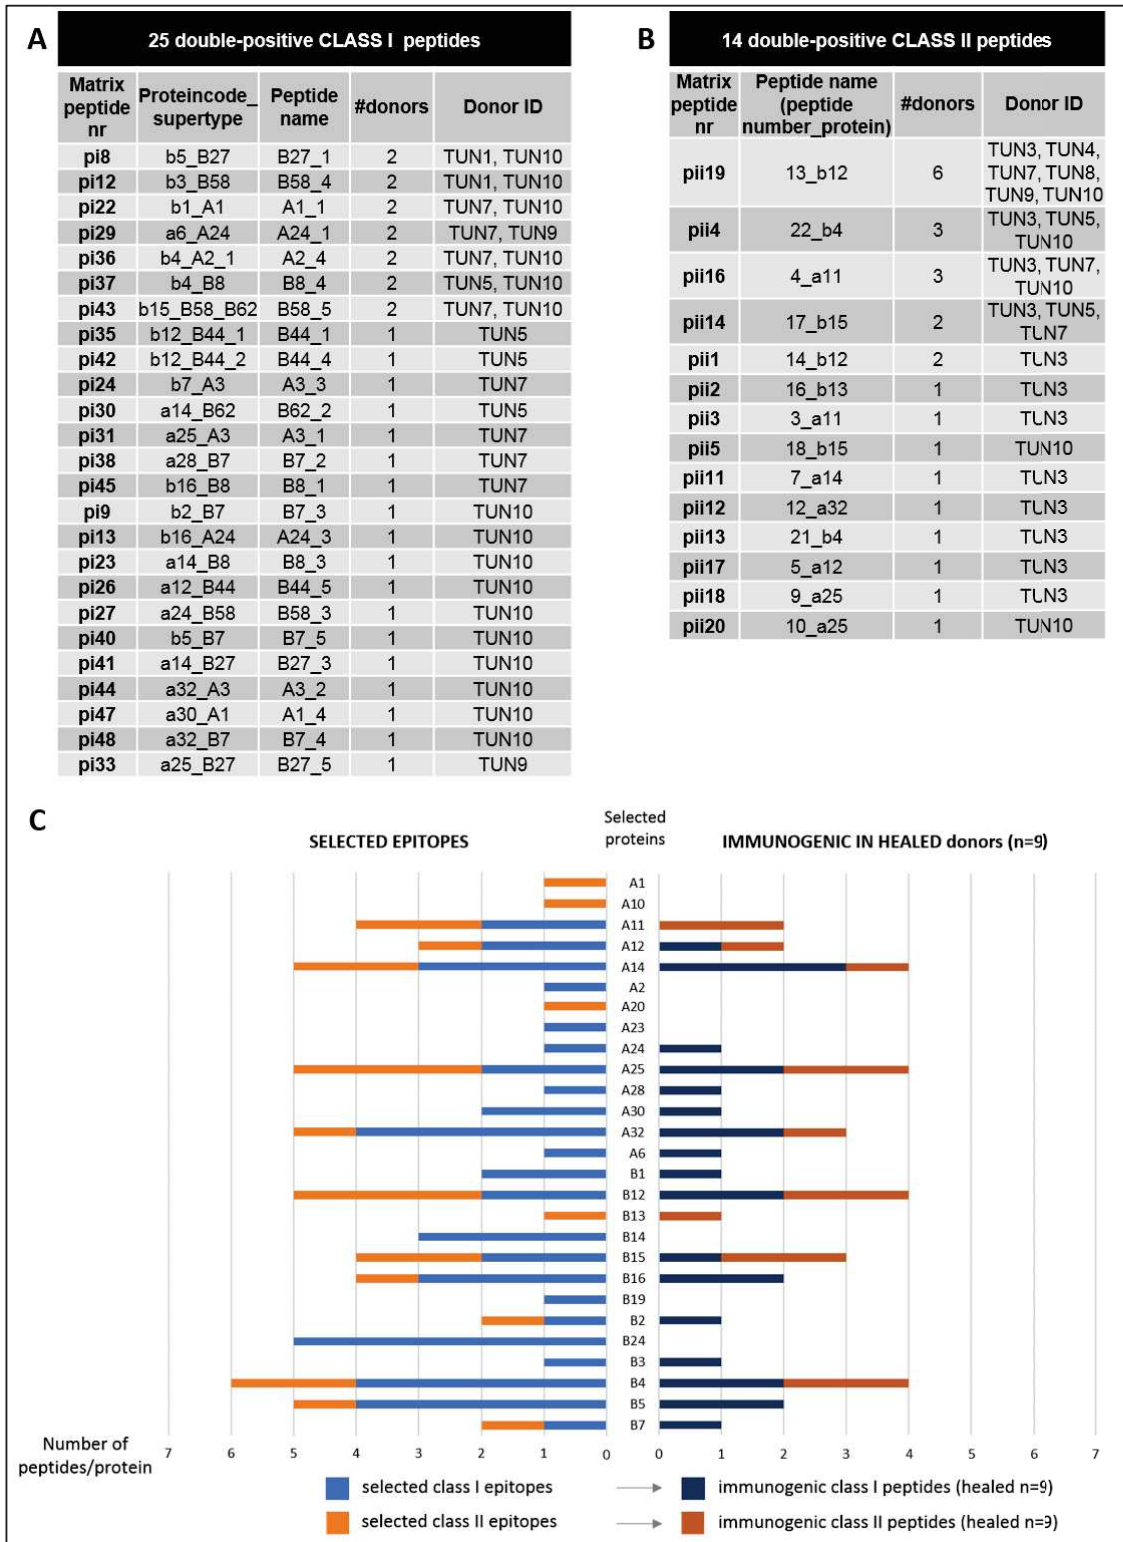 A
25 double-positive CLASS I peptides
Matrix peptide nr Proteincode_supertype Peptide name #donors Donor ID
pi8 b5_B27 B27_1 2 TUN1, TUN10
pi12 b3_B58 B58_4 2 TUN1, TUN10
pi22 b1_A1 A1_1 2 TUN7, TUN10
pi29 a6_A24 A24_1 2 TUN7, TUN9
pi36 b4_A2_1 A2_4 2 TUN7, TUN10
pi37 b4_B8 B8_4 2 TUN5, TUN10
pi43 b15_B58_B62 B58_5 2 TUN7, TUN10
pi35 b12_B44_1 B44_1 1 TUN5
pi42 b12_B44_2 B44_4 1 TUN5
pi24 b7_A3 A3_3 1 TUN7
pi30 a14_B62 B62_2 1 TUN5
pi31 a25_A3 A3_1 1 TUN7
pi38 a28_B7 B7_2 1 TUN7
pi45 b16_B8 B8_1 1 TUN7
pi9 b2_B7 B7_3 1 TUN10
pi13 b16_A24 A24_3 1 TUN10
pi23 a14_B8 B8_3 1 TUN10
pi26 a12_B44 B44_5 1 TUN10
pi27 a24_B58 B58_3 1 TUN10
pi40 b5_B7 B7_5 1 TUN10
pi41 a14_B27 B27_3 1 TUN10
pi44 a32_A3 A3_2 1 TUN10
pi47 a30_A1 A1_4 1 TUN10
pi48 a32_B7 B7_4 1 TUN10
pi33 a25_B27 B27_5 1 TUN9
B
14 double-positive CLASS II peptides
Matrix peptide nr Peptide name (peptide number_protein) #donors Donor ID
pii19 13_b12 6 TUN3, TUN4, TUN7, TUN8, TUN9, TUN10
pii4 22_b4 3 TUN3, TUN5, TUN10
pii16 4_a11 3 TUN3, TUN7, TUN10
pii14 17_b15 2 TUN3, TUN5, TUN7
pii1 14_b12 2 TUN3
pii2 16_b13 1 TUN3
pii3 3_a11 1 TUN3
pii5 18_b15 1 TUN10
pii11 7_a14 1 TUN3
pii12 12_a32 1 TUN3
pii13 21_b4 1 TUN3
pii17 5_a12 1 TUN3
pii18 9_a25 1 TUN3
pii20 10_a25 1 TUN10
C
SELECTED EPITOPES
Selected proteins
IMMUNOGENIC IN HEALED donors (n=9)
A1
A10
A11
A12
A14
A2
A20
A23
A24
A25
A28
A30
A32
A6
B1
B12
B13
B14
B15
B16
B19
B2
B24
B3
B4
B5
B7
Number of peptides/protein
7 6 5 4 3 2 1 0 0 1 2 3 4 5 6 7
selected class I epitopes immunogenic class I peptides (healed n=9)
selected class II epitopes immunogenic class II peptides (healed n=9)